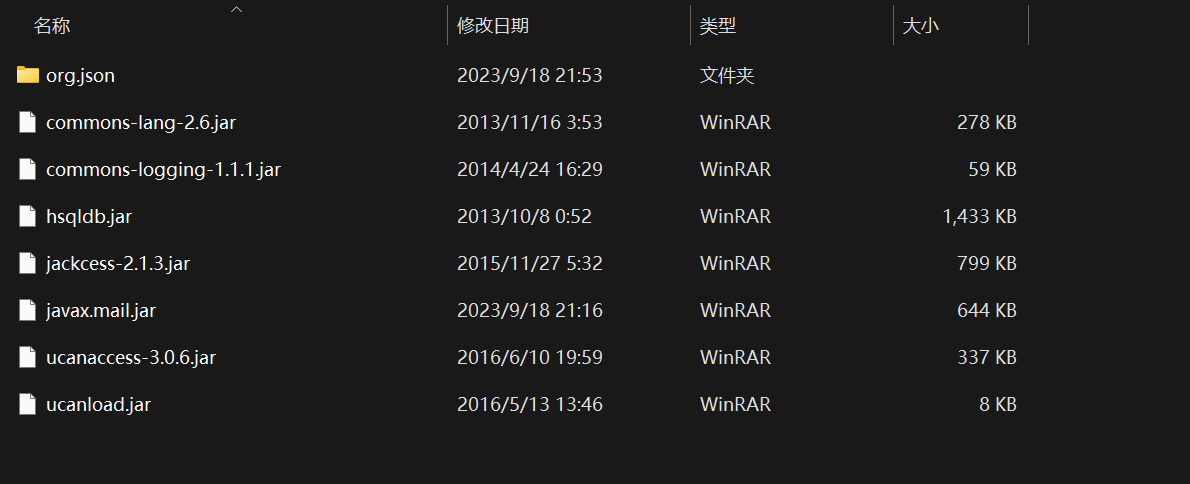 名称 修改日期 类型 大小
org.json 2023/9/18 21:53 文件夹
commons-lang-2.6.jar 2013/11/16 3:53 WinRAR 278 KB
commons-logging-1.1.1.jar 2014/4/24 16:29 WinRAR 59 KB
hsqldb.jar 2013/10/8 0:52 WinRAR 1,433 KB
jackcess-2.1.3.jar 2015/11/27 5:32 WinRAR 799 KB
javax.mail.jar 2023/9/18 21:16 WinRAR 644 KB
ucanaccess-3.0.6.jar 2016/6/10 19:59 WinRAR 337 KB
ucanload.jar 2016/5/13 13:46 WinRAR 8 KB